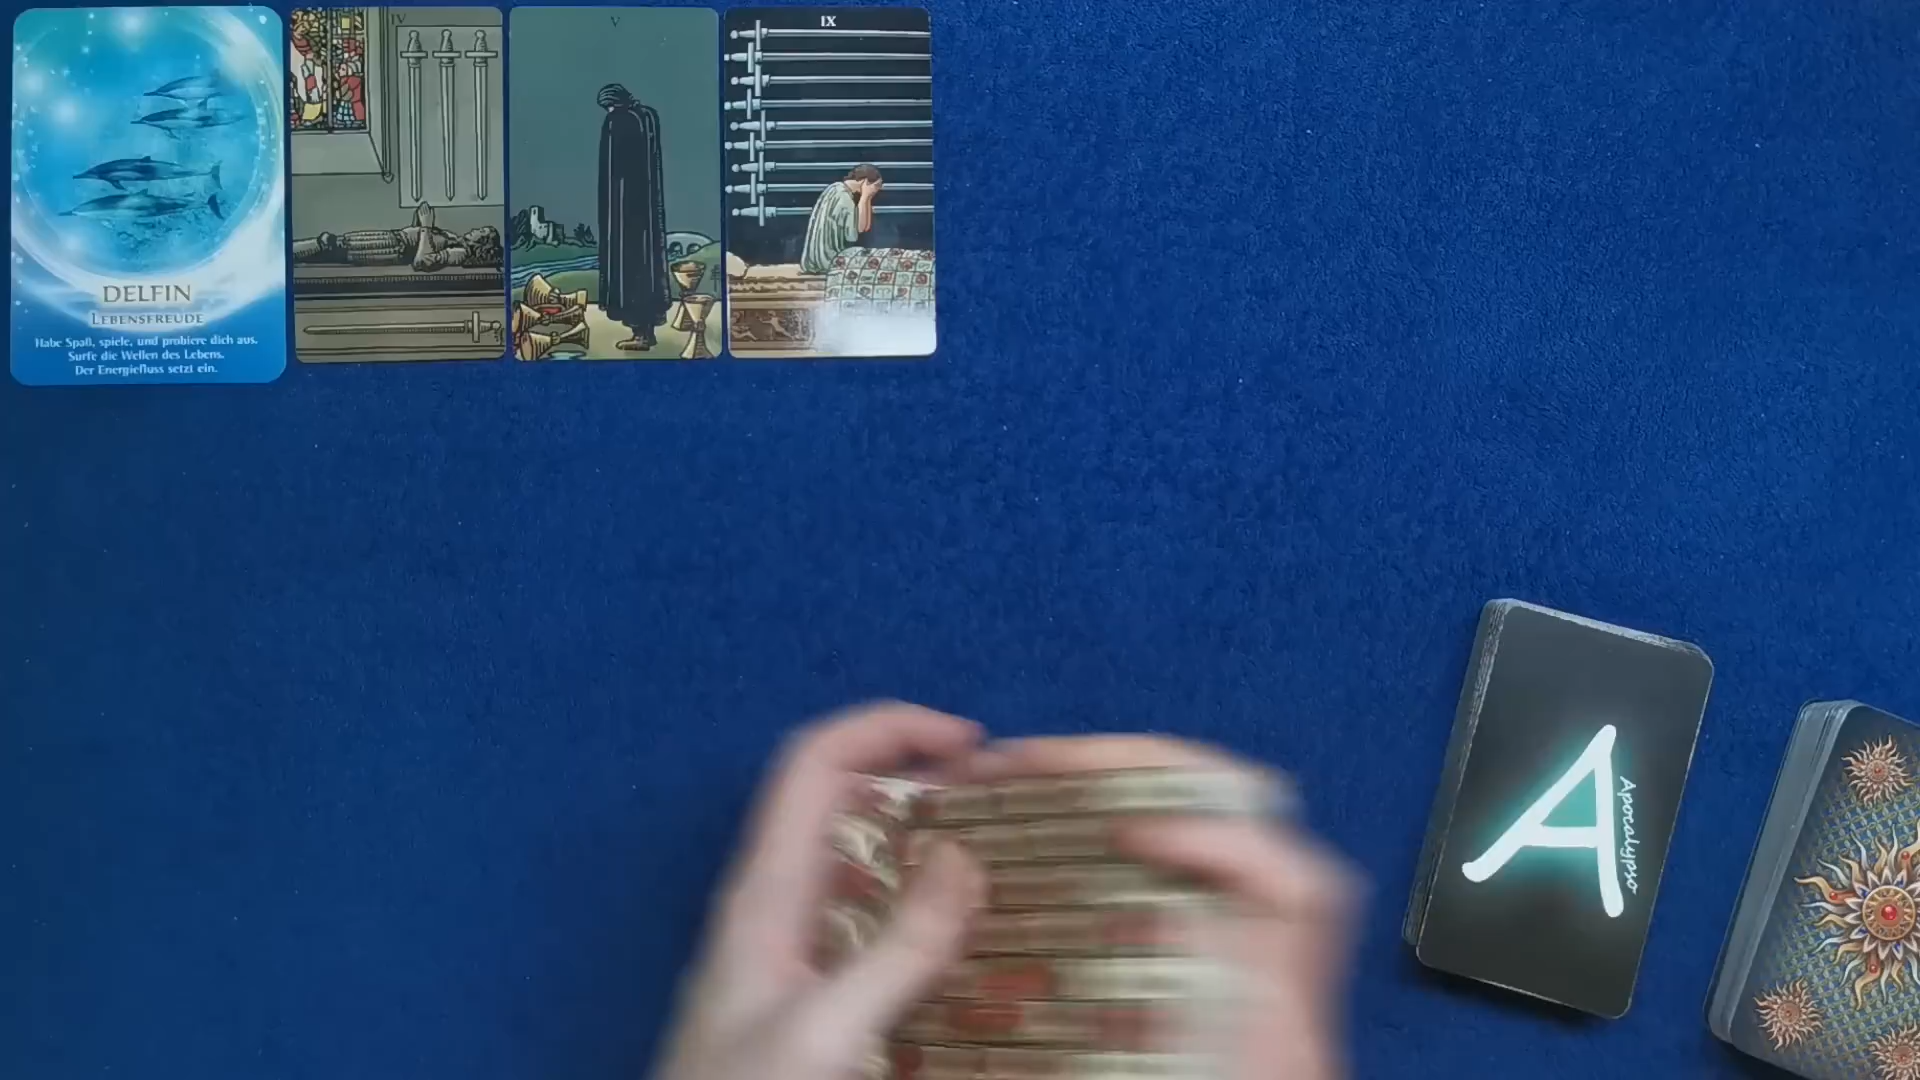 DELFIN
LEBENSFREUDE
Habe Spaß, spiele, und probiere dich aus.
Surfe die Wellen des Lebens.
Der Energiefluss setzt ein.
IV
V
IX
A
Apocalypso